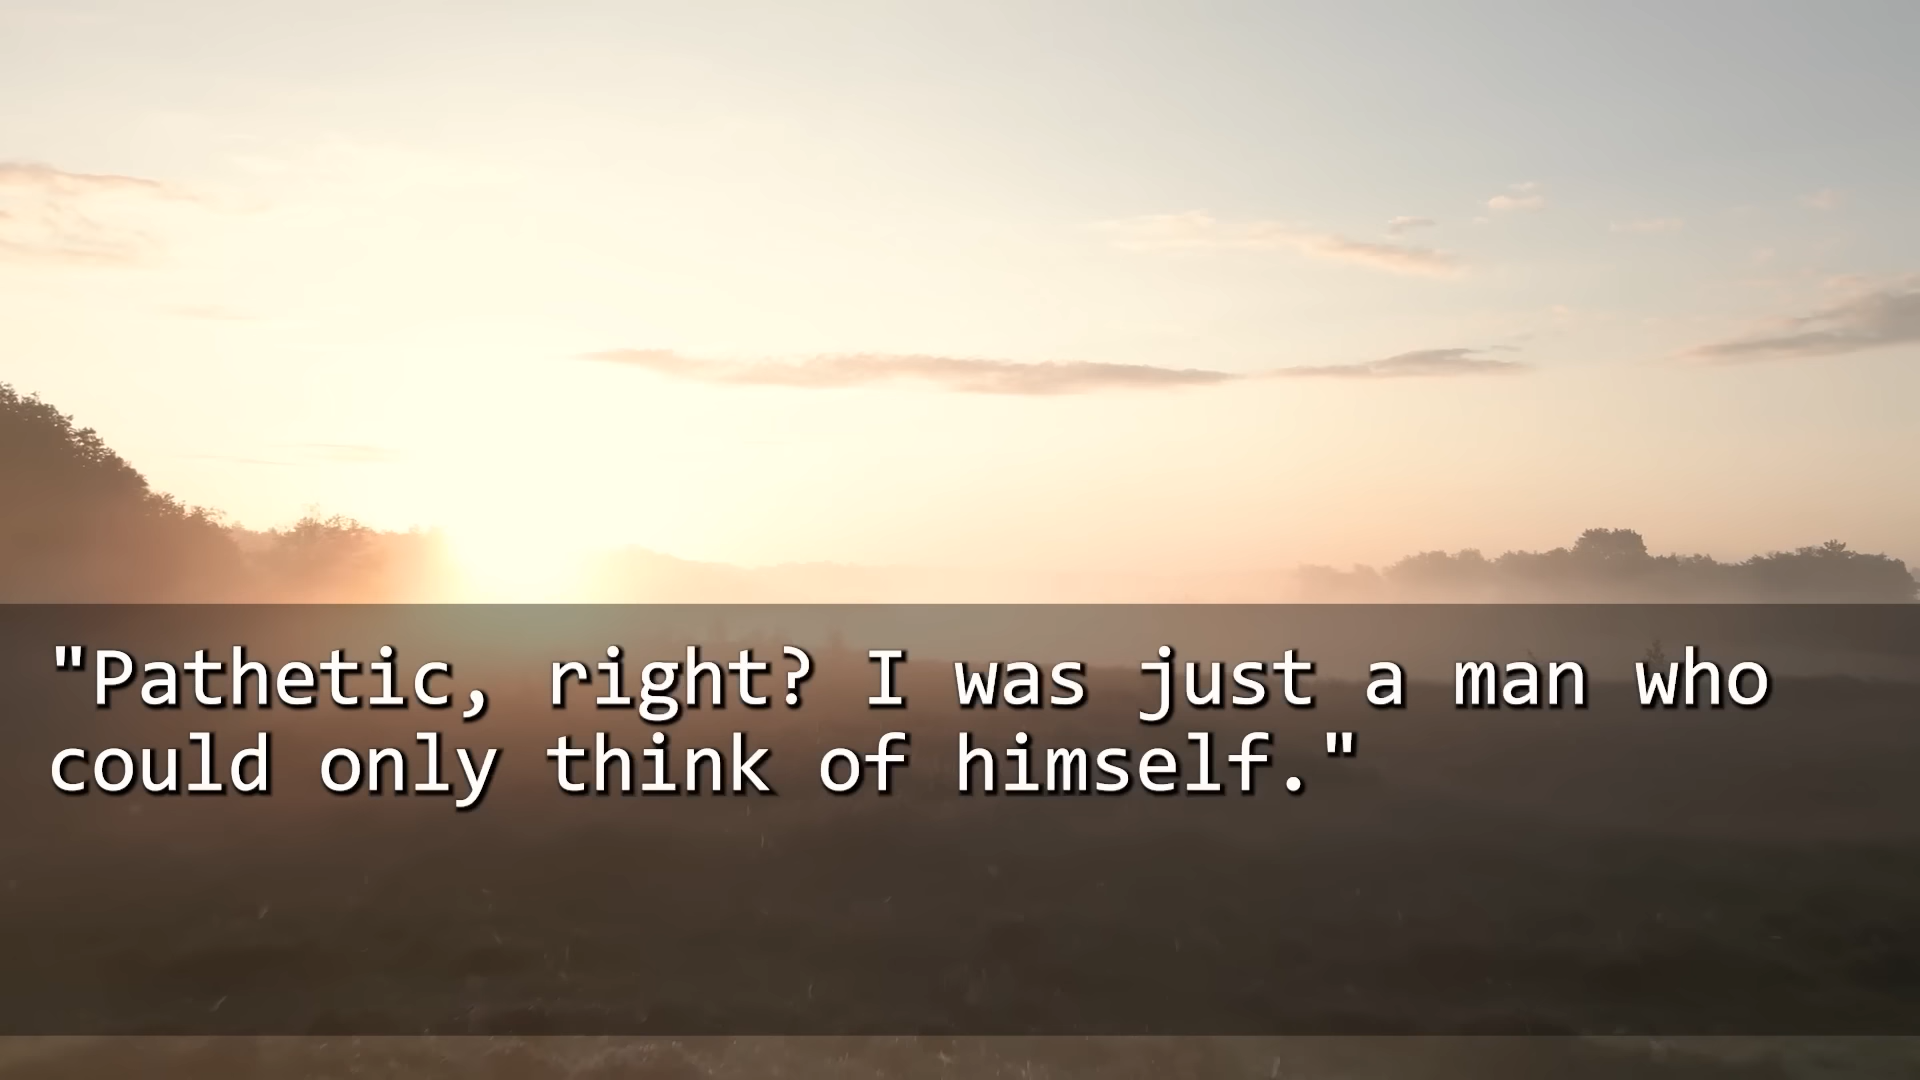 "Pathetic, right? I was just a man who
could only think of himself."